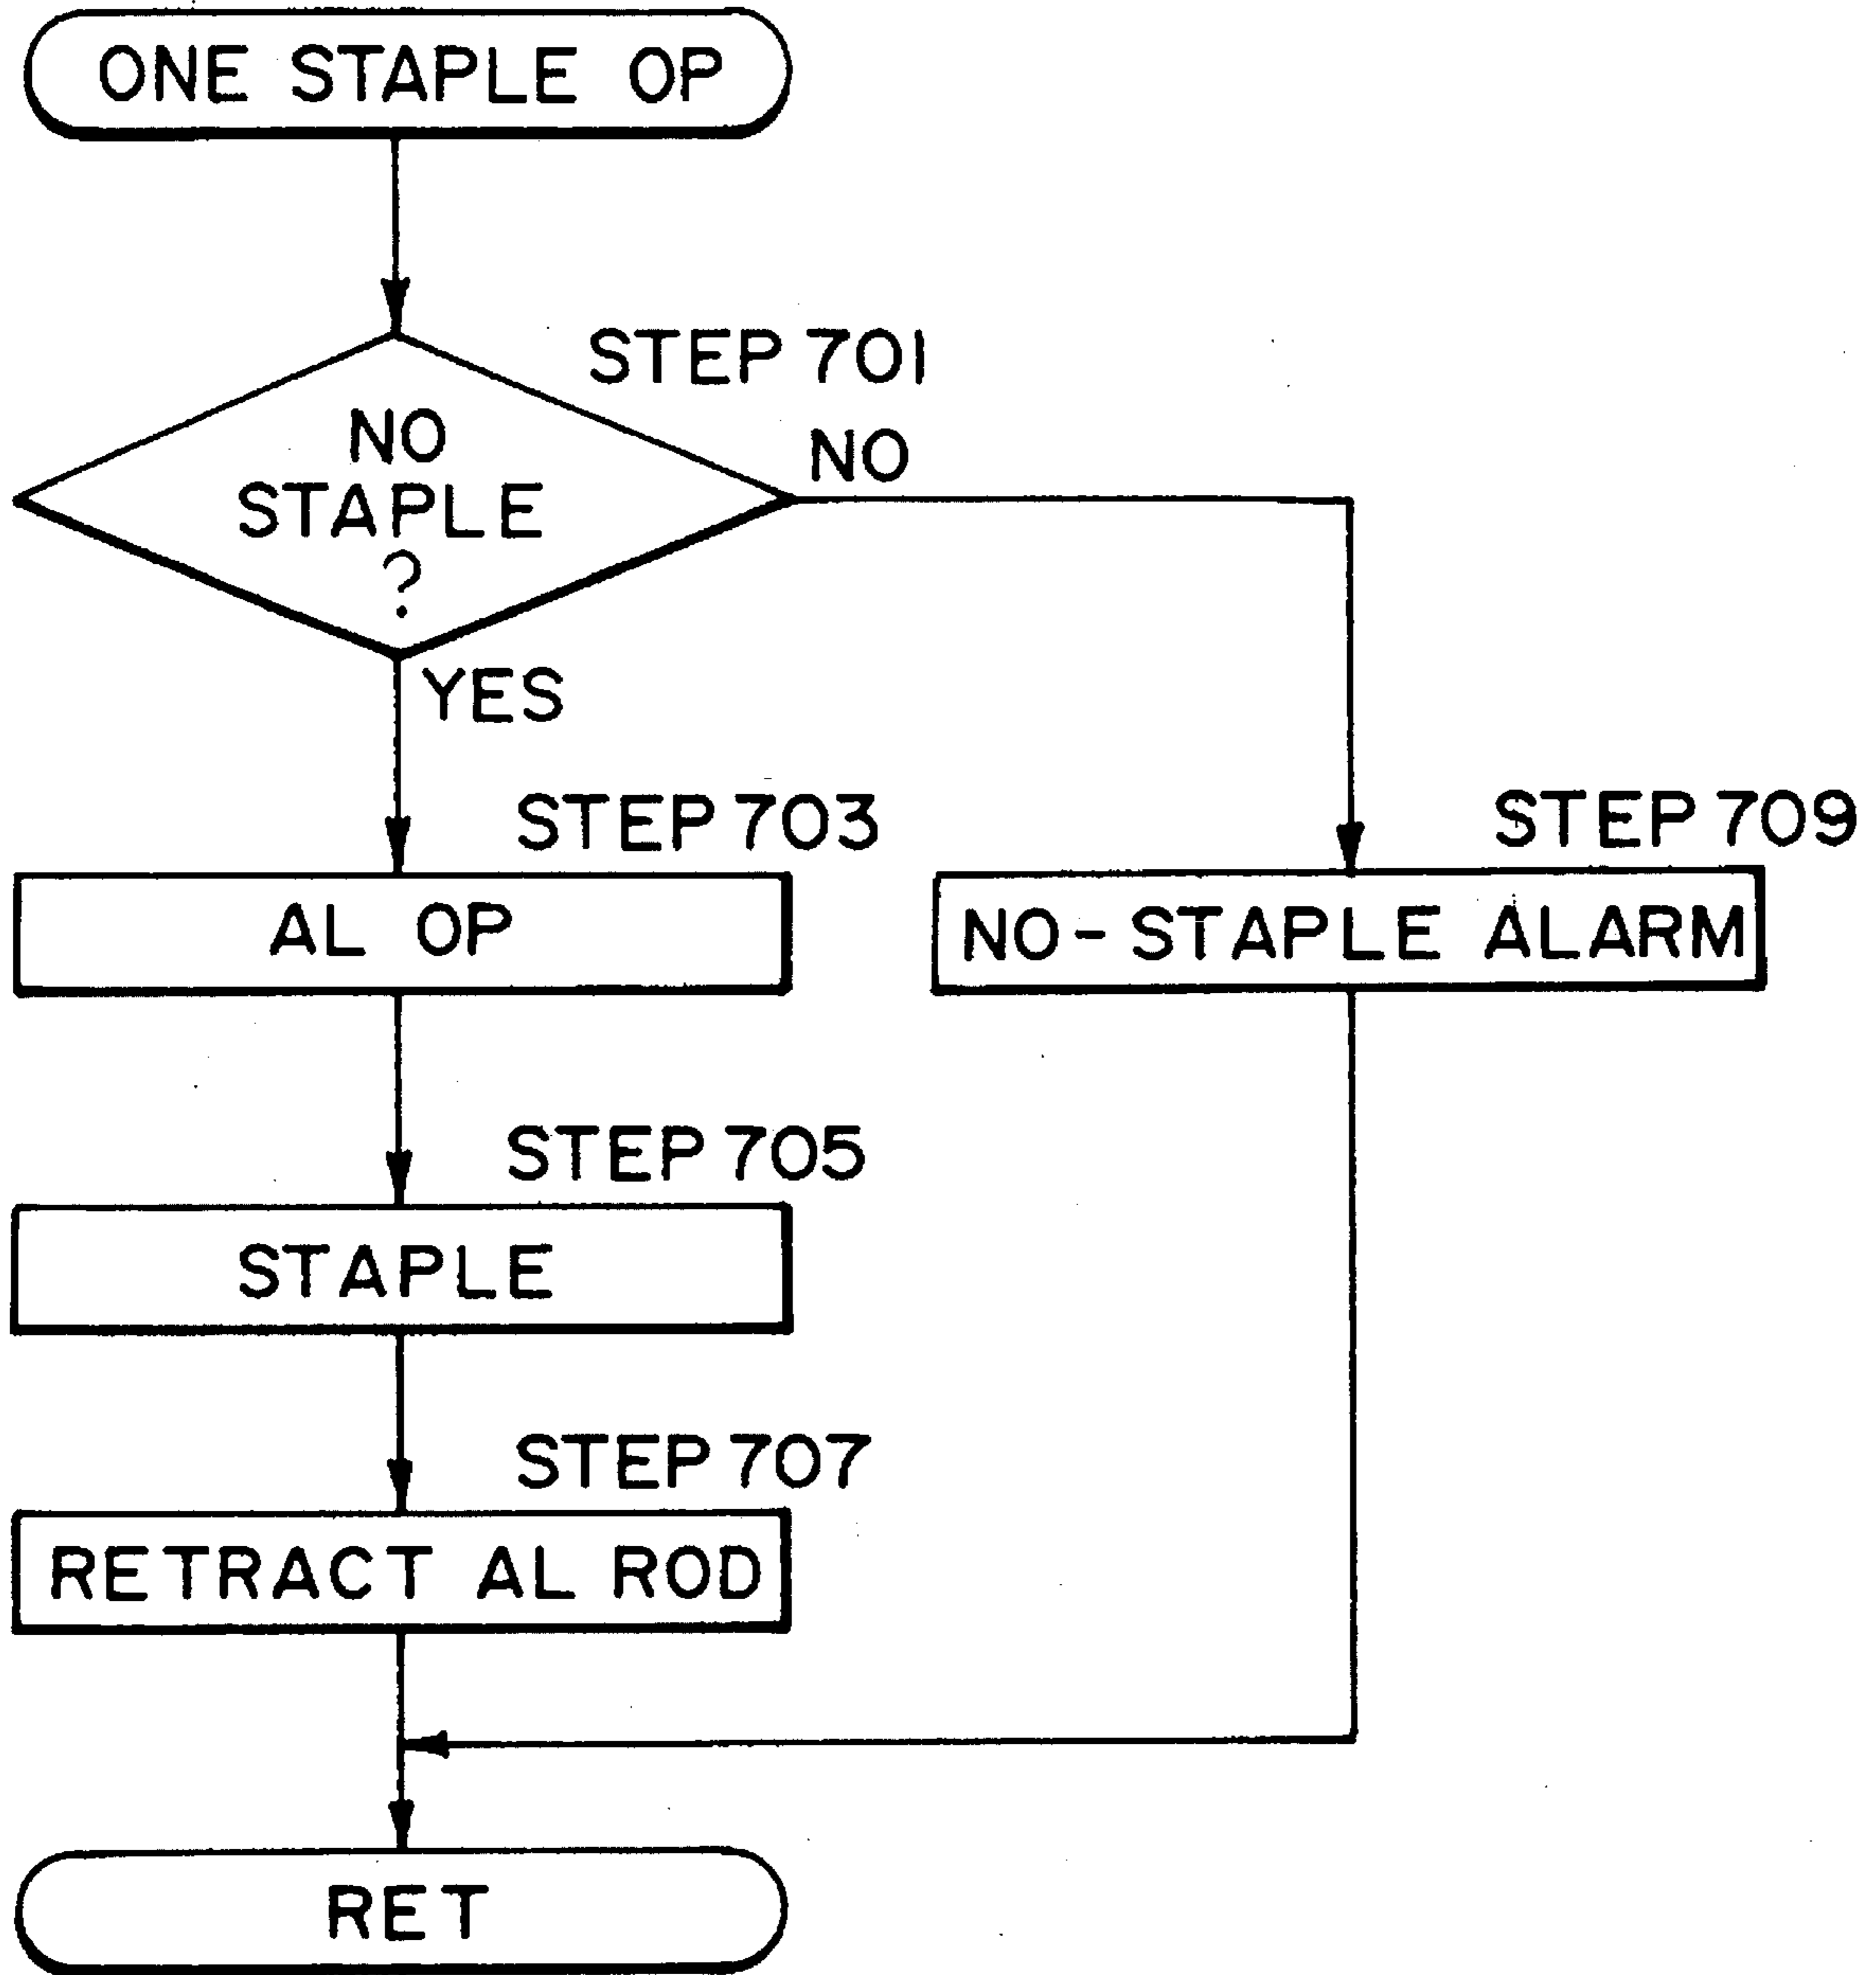 ONE STAPLE OP
STEP 701
NO
STAPLE
?
NO
YES
STEP 703
AL OP
STEP 709
NO-STAPLE ALARM
STEP 705
STAPLE
STEP 707
RETRACT AL ROD
RET